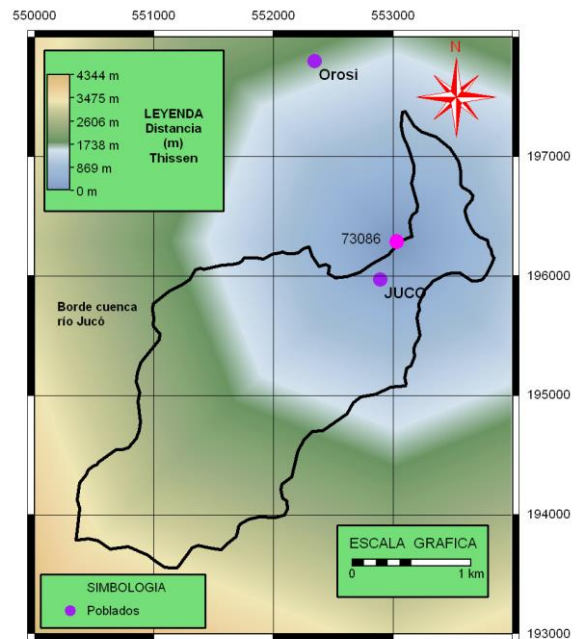 550000
551000
552000
553000
4344 m
3475 m
2606 m
1738 m
869 m
0 m
LEYENDA
Distancia
(m)
Thissen
Orosi
N
197000
73086
196000
JUCO
Borde cuenca
río Jucó
195000
194000
ESCALA GRAFICA
0
1 km
SIMBOLOGIA
Poblados
193000